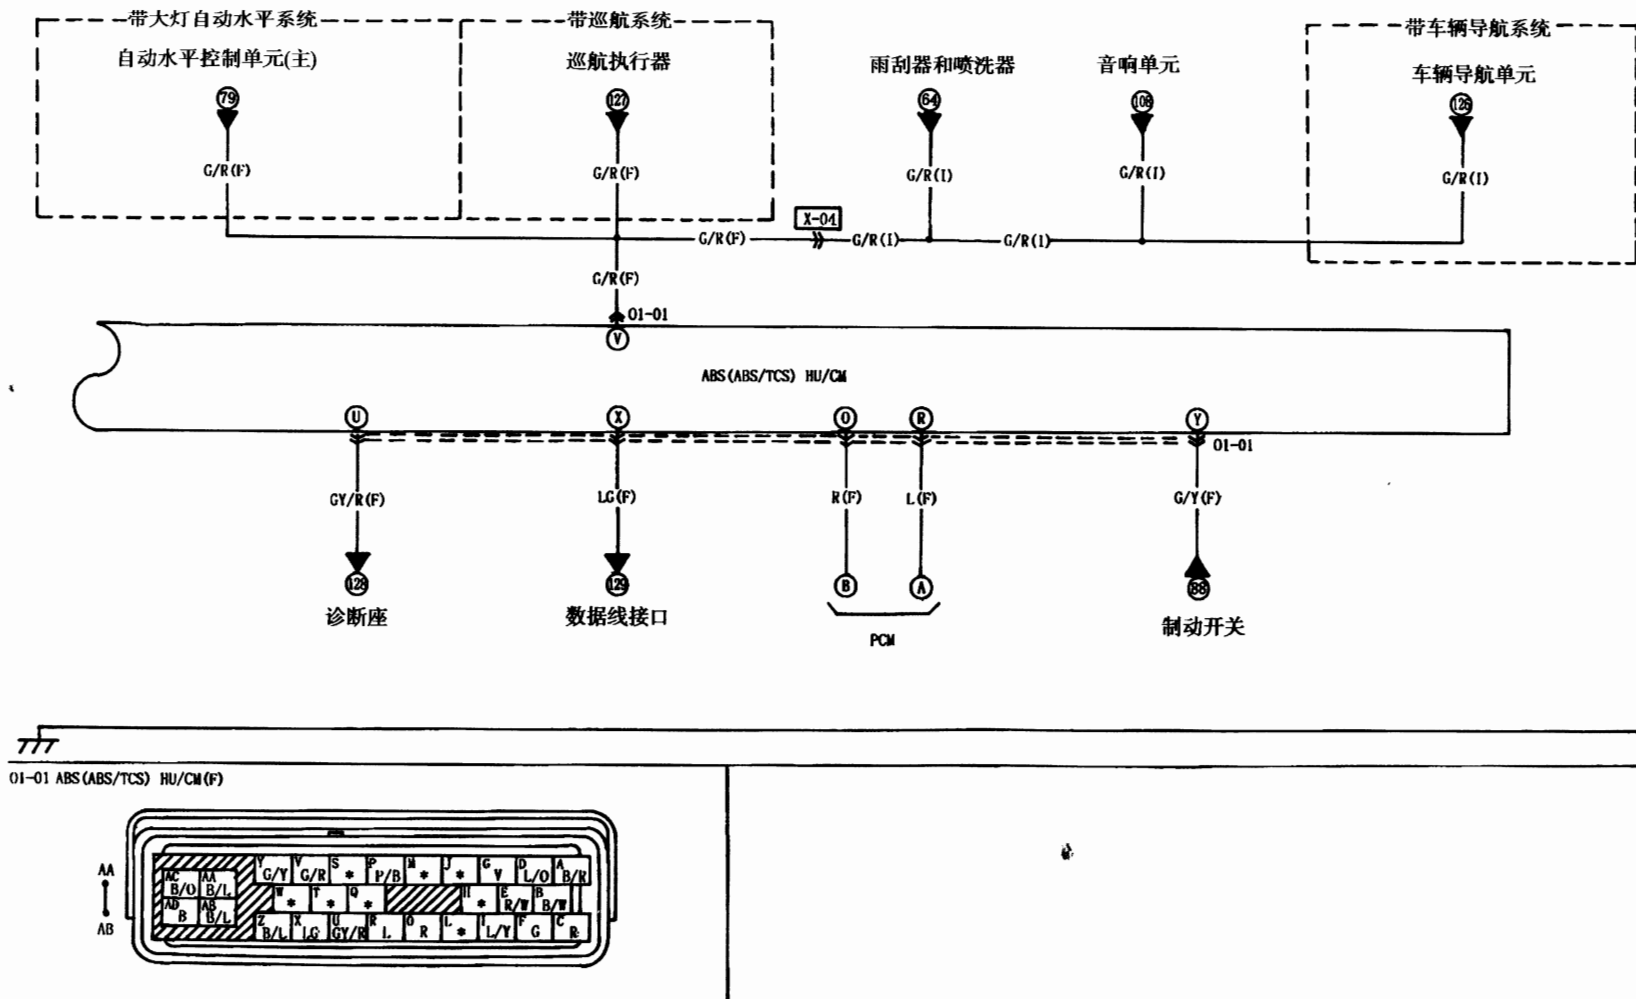 带大灯自动水平系统
带巡航系统
带车辆导航系统
自动水平控制单元(主)
巡航执行器
雨刮器和喷洗器
音响单元
车辆导航单元
79
127
64
108
126
G/R(F)
G/R(F)
G/R(I)
G/R(I)
G/R(I)
X-04
G/R(F)
G/R(I)
G/R(I)
G/R(F)
01-01
V
ABS(ABS/TCS) HU/CM
U
X
O
R
Y
01-01
GY/R(F)
LG(F)
R(F)
L(F)
G/Y(F)
128
129
B
A
88
诊断座
数据线接口
PCM
制动开关
01-01 ABS(ABS/TCS) HU/CM(F)
AA
AB
Y G/Y
V G/R
S *
P P/B
M *
J *
G V
D L/O
A B/R
AC B/O
AA B/L
W *
T *
Q *
H *
E R/W
B B/W
AD B
AB B/L
Z B/L
X LG
U GY/R
R L
O R
L *
I L/Y
F G
C R